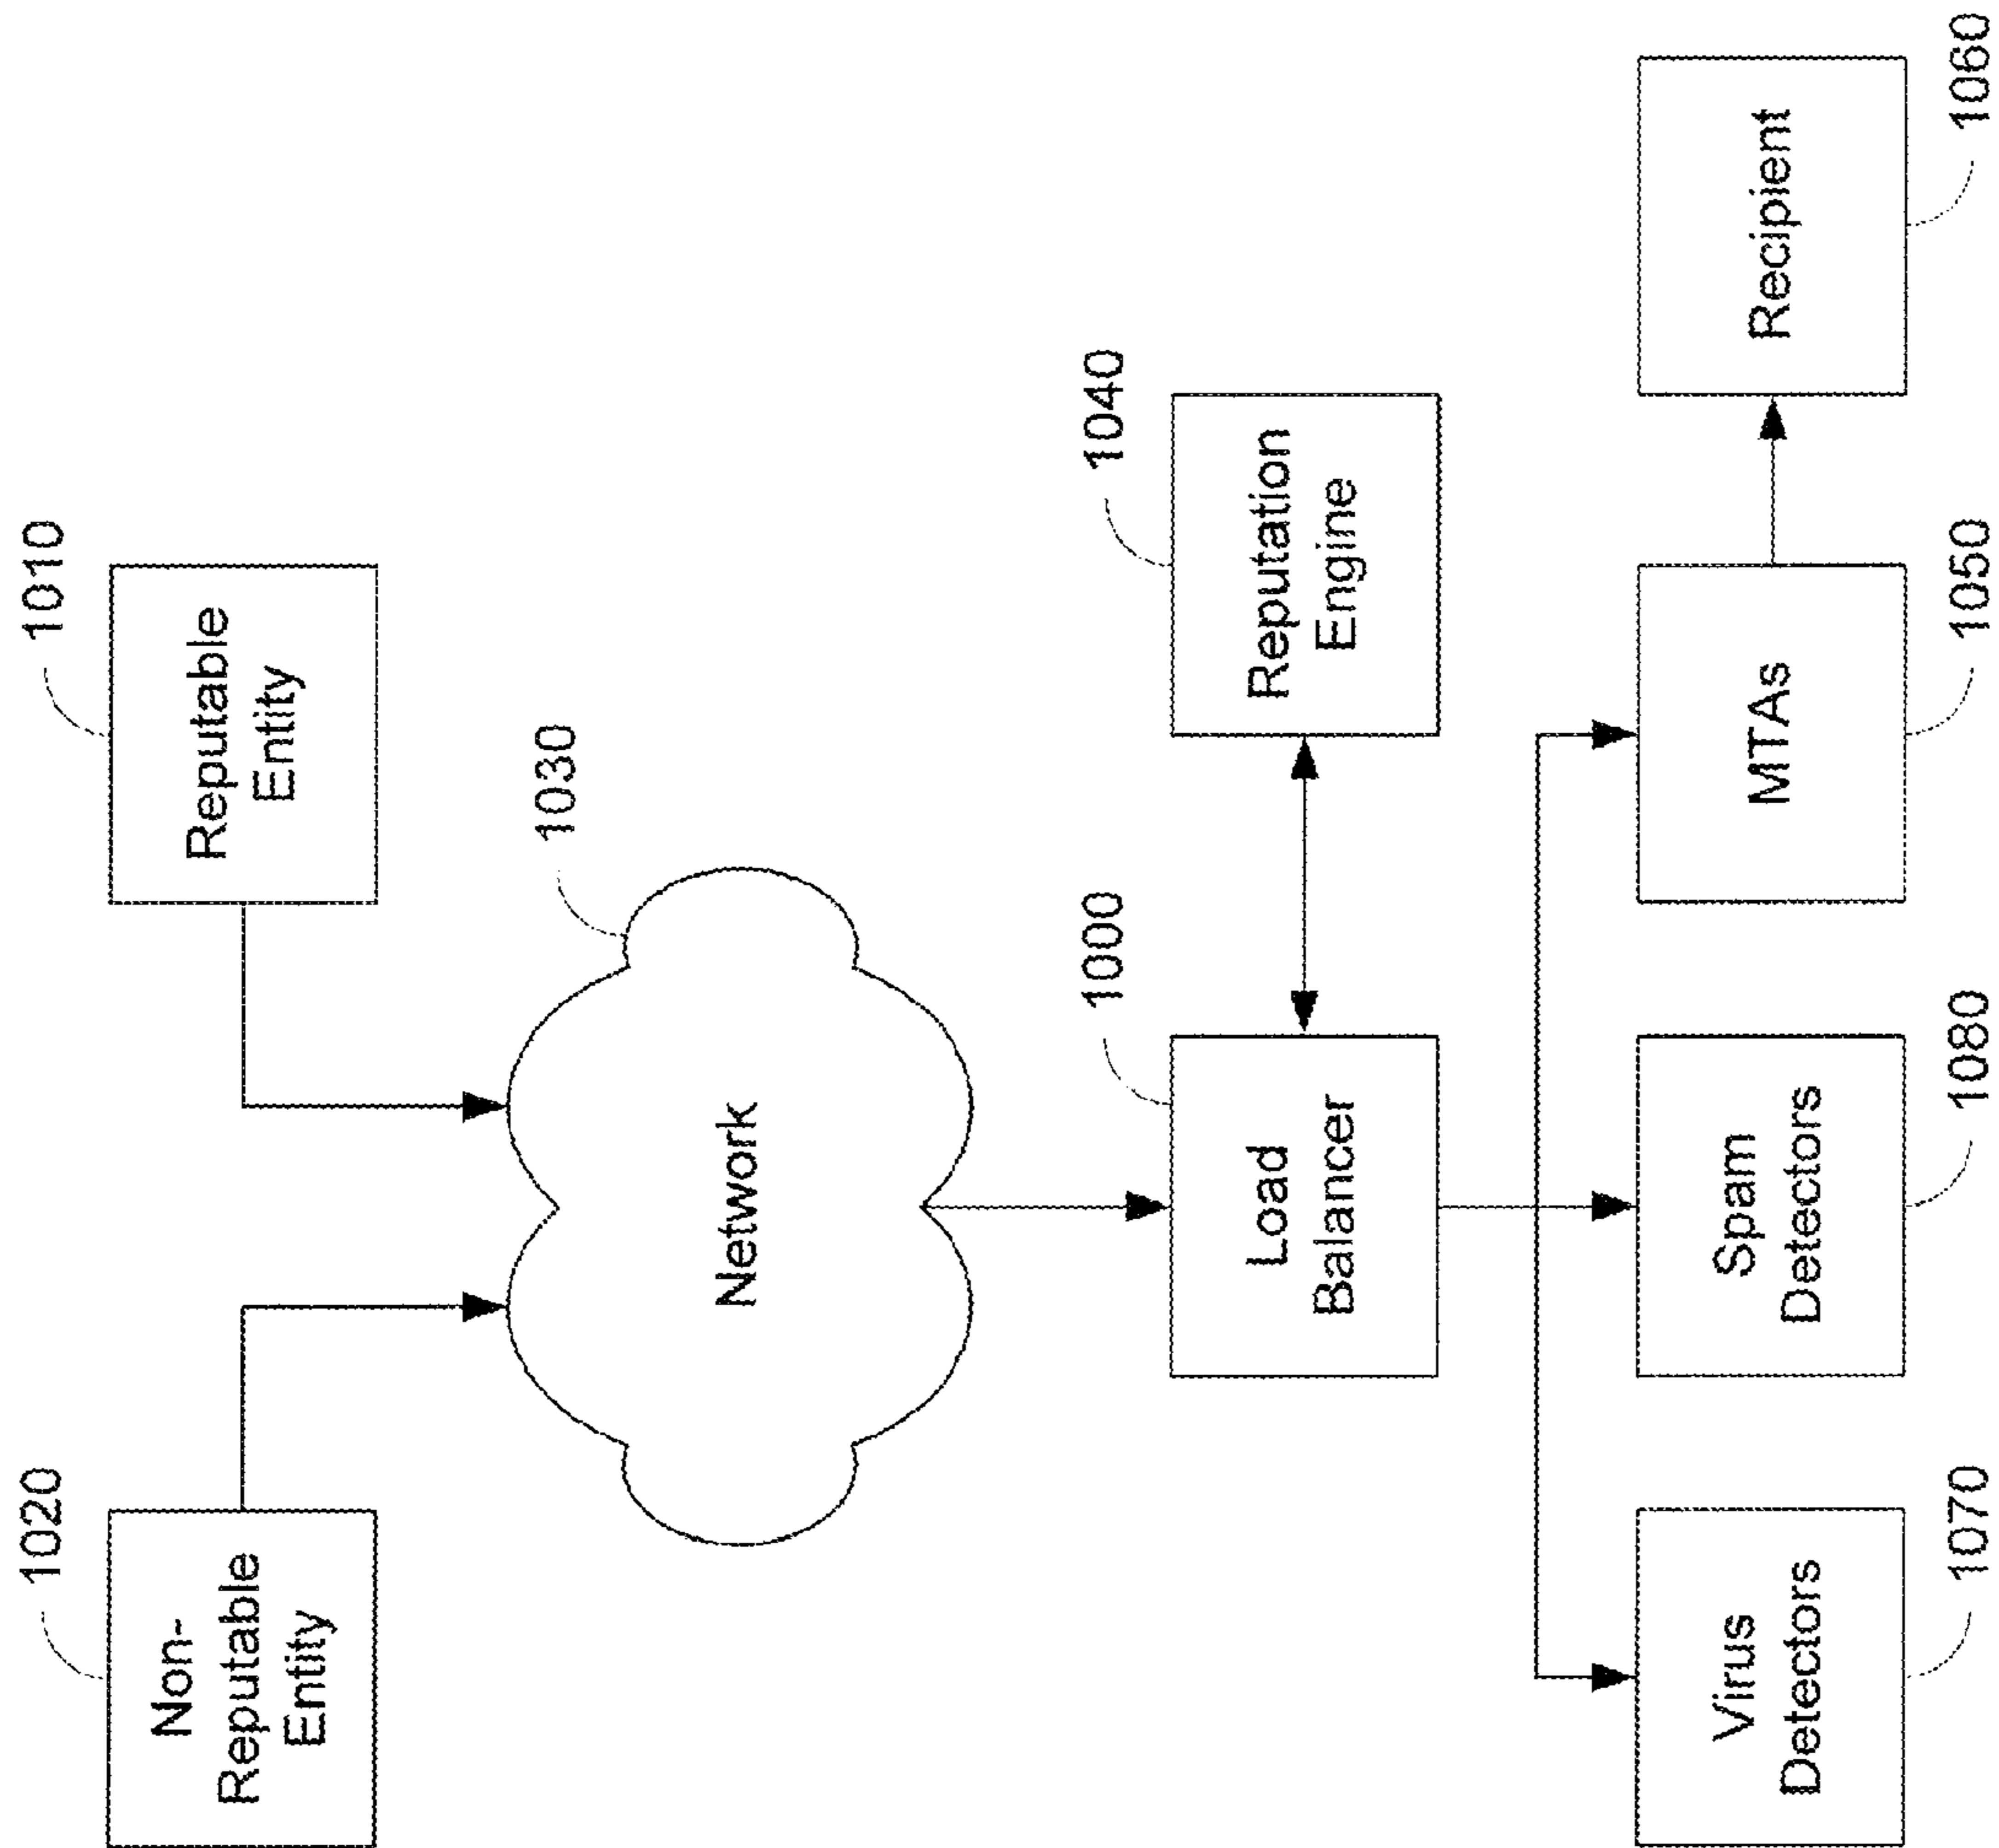 1020
Non-
Reputable
Entity
1010
Reputable
Entity
1030
Network
1000
Load
Balancer
1040
Reputation
Engine
Virus
Detectors
1070
Spam
Detectors
1080
MTAs
1050
Recipient
1060